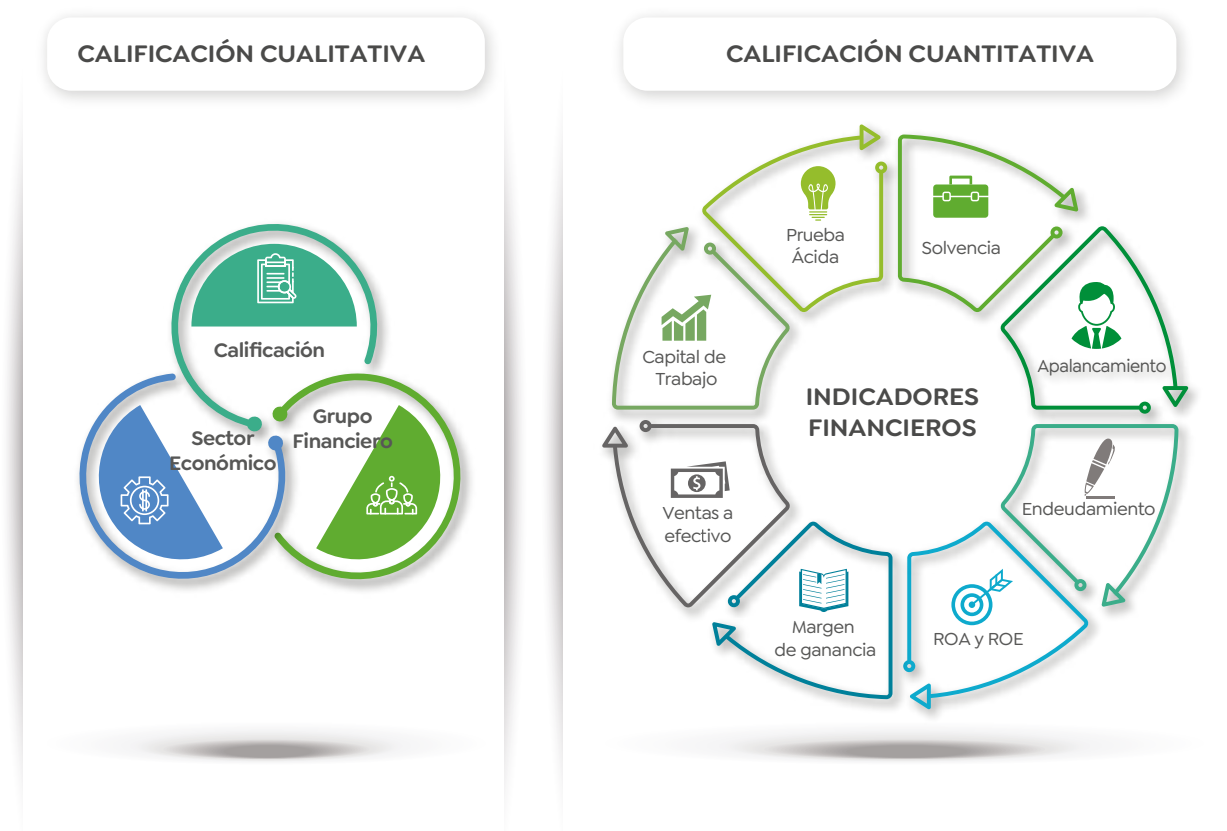 CALIFICACIÓN CUALITATIVA
Calificación
Sector
Económico
Grupo
Financiero
CALIFICACIÓN CUANTITATIVA
Prueba
Ácida
Solvencia
Apalancamiento
Endeudamiento
ROA y ROE
Margen
de ganancia
Ventas a
efectivo
Capital de
Trabajo
INDICADORES
FINANCIEROS